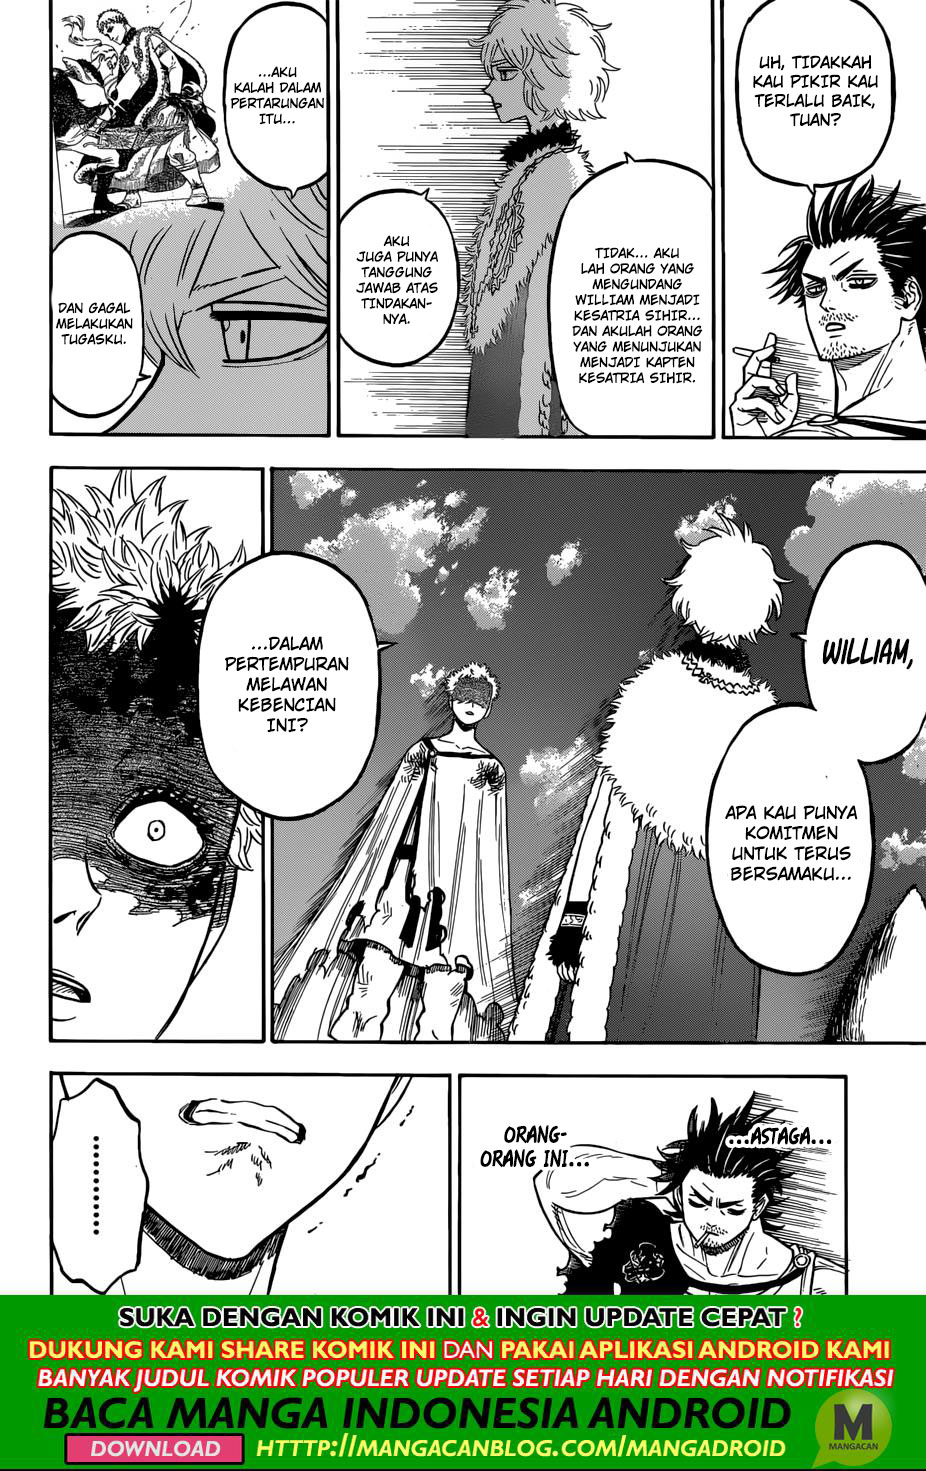 UH, TIDAKKAH
KAU PIKIR KAU
TERLALU BAIK,
TUAN?
TIDAK... AKU
LAH ORANG YANG
MENGUNDANG
WILLIAM MENJADI
KESATRIA SIHIR...
DAN AKULAH ORANG
YANG MENUNJUKAN
MENJADI KAPTEN
KESATRIA SIHIR.
AKU
JUGA PUNYA
TANGGUNG
JAWAB ATAS
TINDAKAN-
NYA.
...AKU
KALAH DALAM
PERTARUNGAN
ITU...
DAN GAGAL
MELAKUKAN
TUGASKU.
WILLIAM,
APA KAU PUNYA
KOMITMEN
UNTUK TERUS
BERSAMAKU...
...DALAM
PERTEMPURAN
MELAWAN
KEBENCIAN
INI?
...ASTAGA...
ORANG-
ORANG INI...
..........
SUKA DENGAN KOMIK INI & INGIN UPDATE CEPAT ?
DUKUNG KAMI SHARE KOMIK INI DAN PAKAI APLIKASI ANDROID KAMI
BANYAK JUDUL KOMIK POPULER UPDATE SETIAP HARI DENGAN NOTIFIKASI
BACA MANGA INDONESIA ANDROID
DOWNLOAD HTTTP://MANGACANBLOG.COM/MANGADROID
M
MANGACAN